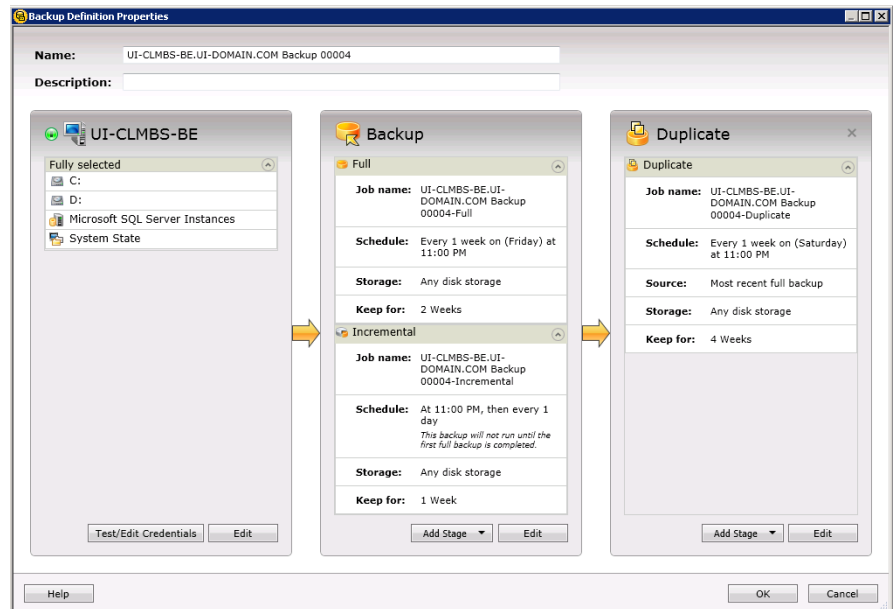 Backup Definition Properties
Name: UI-CLMBS-BE.UI-DOMAIN.COM Backup 00004
Description:
UI-CLMBS-BE
Fully selected
C:
D:
Microsoft SQL Server Instances
System State
Test/Edit Credentials Edit
Backup
Full
Job name: UI-CLMBS-BE.UI-
DOMAIN.COM Backup
00004-Full
Schedule: Every 1 week on (Friday) at
11:00 PM
Storage: Any disk storage
Keep for: 2 Weeks
Incremental
Job name: UI-CLMBS-BE.UI-
DOMAIN.COM Backup
00004-Incremental
Schedule: At 11:00 PM, then every 1
day
This backup will not run until the
first full backup is completed.
Storage: Any disk storage
Keep for: 1 Week
Add Stage Edit
Duplicate
Duplicate
Job name: UI-CLMBS-BE.UI-
DOMAIN.COM Backup
00004-Duplicate
Schedule: Every 1 week on (Saturday)
at 11:00 PM
Source: Most recent full backup
Storage: Any disk storage
Keep for: 4 Weeks
Add Stage Edit
Help OK Cancel